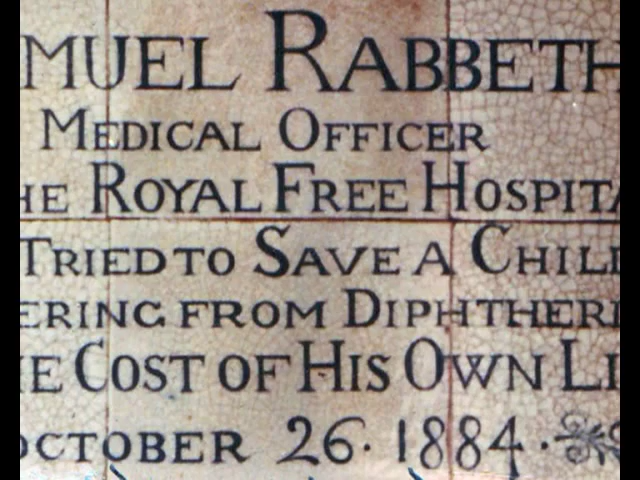 MUEL RABBETH
MEDICAL OFFICER
HE ROYAL FREE HOSPITA
TRIED TO SAVE A CHIL
ERING FROM DIPHTHERI
HE COST OF HIS OWN LI
OCTOBER 26. 1884.